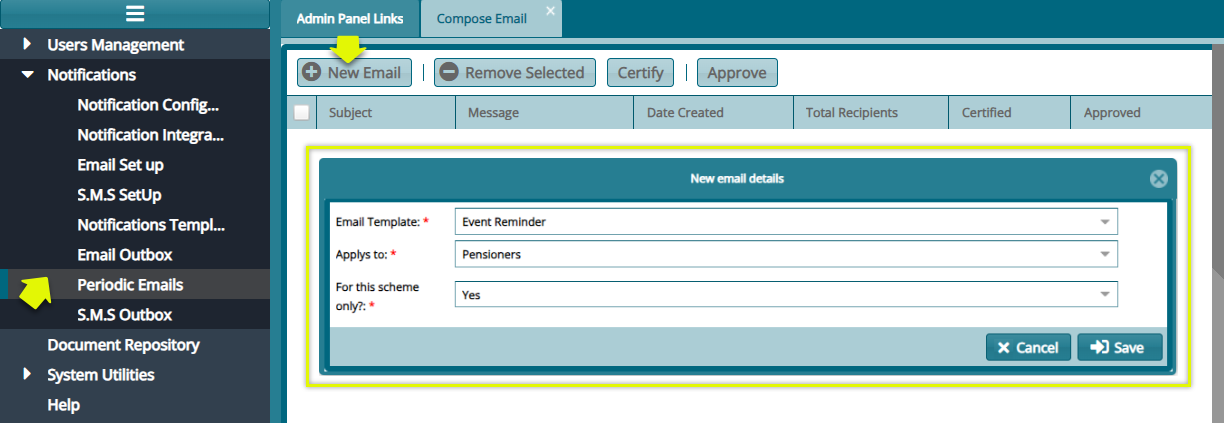 Admin Panel Links
Compose Email
Users Management
Notifications
Notification Config...
Notification Integra...
Email Set up
S.M.S SetUp
Notifications Templ...
Email Outbox
Periodic Emails
S.M.S Outbox
Document Repository
System Utilities
Help
New Email
Remove Selected
Certify
Approve
Subject
Message
Date Created
Total Recipients
Certified
Approved
New email details
Email Template: *
Event Reminder
Applys to: *
Pensioners
For this scheme
only?: *
Yes
Cancel
Save